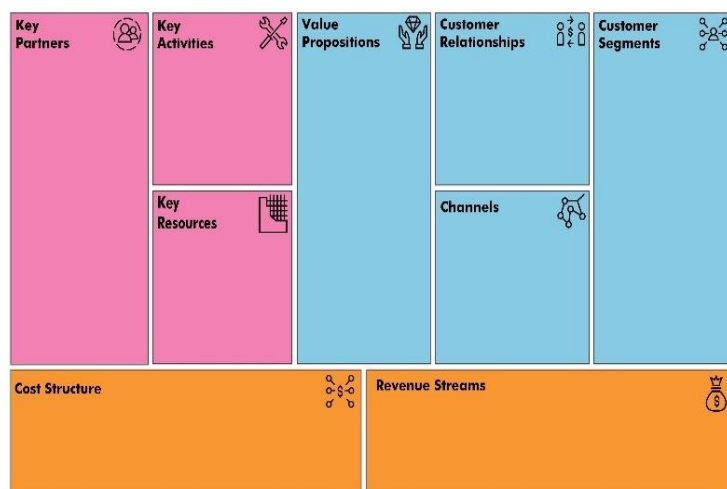 Key
Partners
Key
Activities
Value
Propositions
Customer
Relationships
Customer
Segments
Key
Resources
Channels
Cost Structure
Revenue Streams